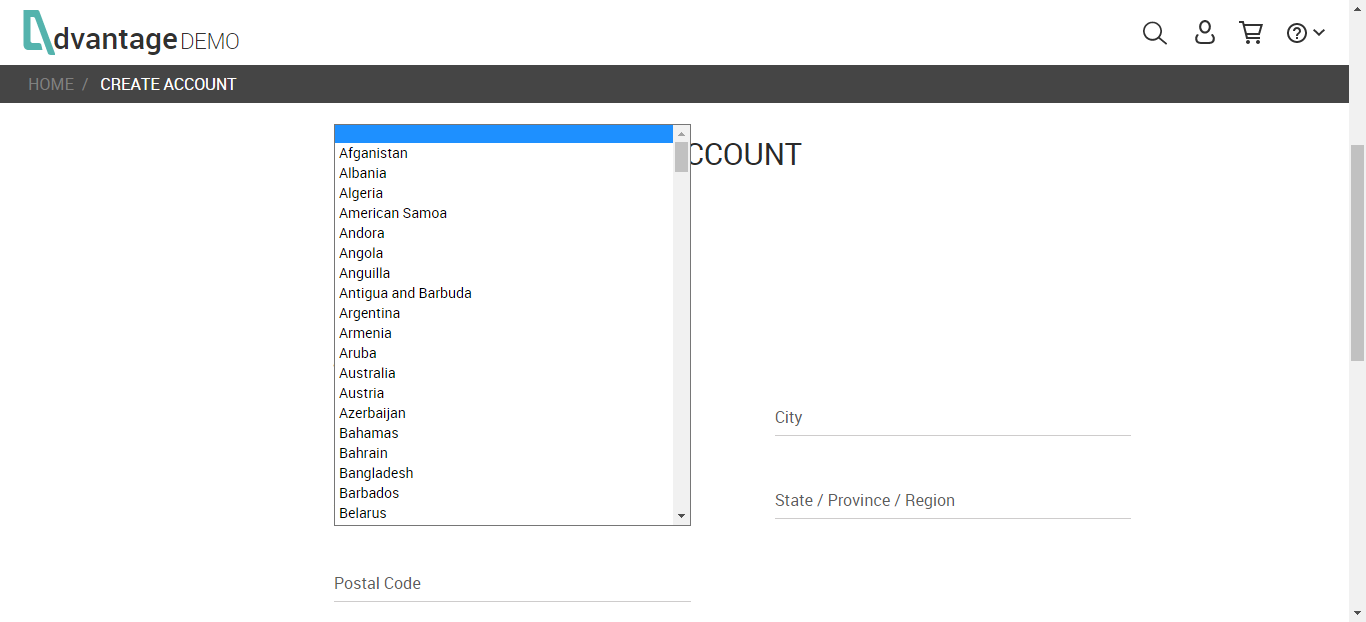 dvantage DEMO
HOME / CREATE ACCOUNT
CCOUNT
Afganistan
Albania
Algeria
American Samoa
Andora
Angola
Anguilla
Antigua and Barbuda
Argentina
Armenia
Aruba
Australia
Austria
Azerbaijan
Bahamas
Bahrain
Bangladesh
Barbados
Belarus
City
State / Province / Region
Postal Code